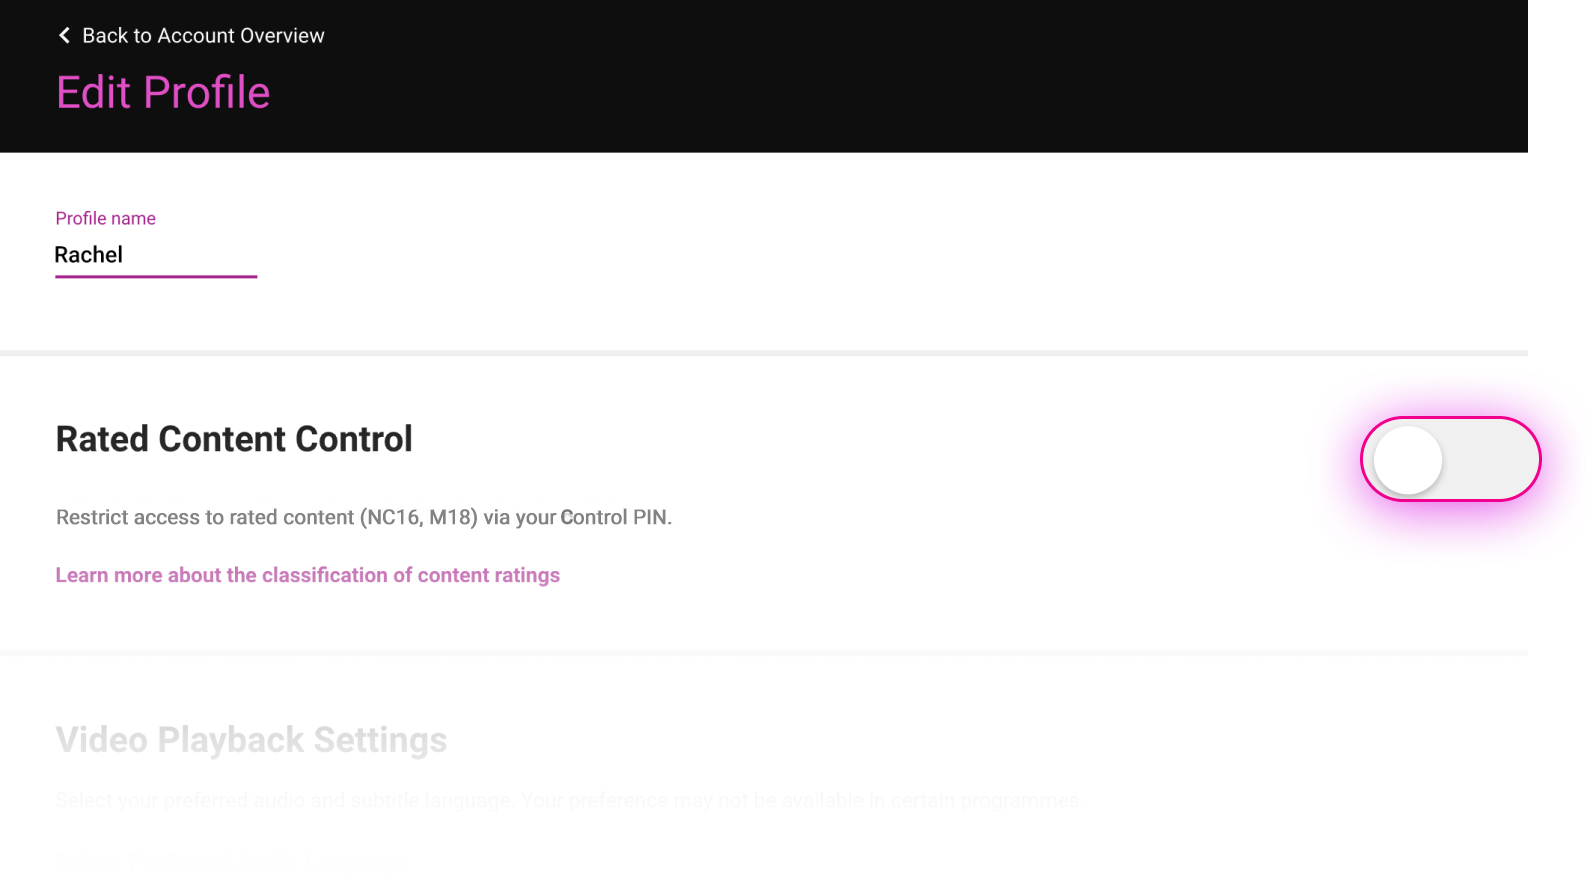 Back to Account Overview
Edit Profile
Profile name
Rachel
Rated Content Control
Restrict access to rated content (NC16, M18) via your Control PIN.
Learn more about the classification of content ratings
Video Playback Settings
Select your preferred audio and subtitle language. Your preference may not be available in certain programmes.